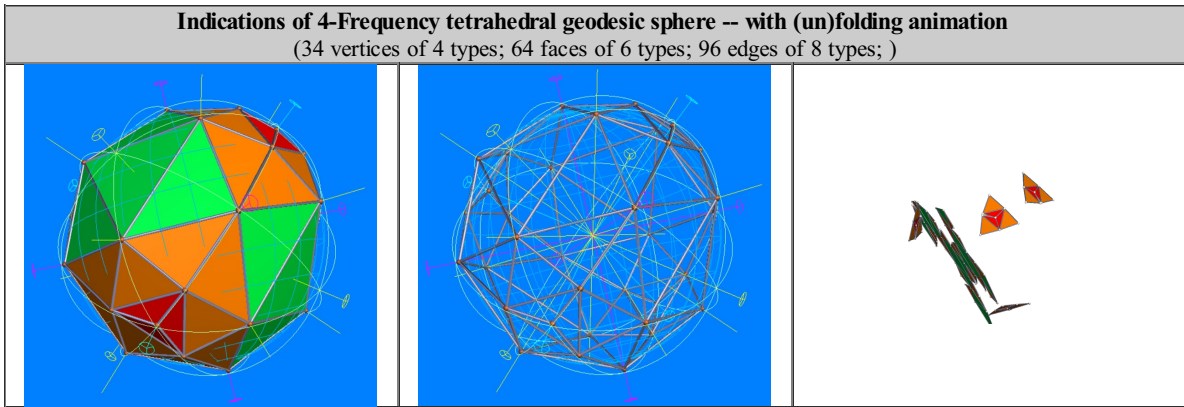 Indications of 4-Frequency tetrahedral geodesic sphere -- with (un)folding animation
(34 vertices of 4 types; 64 faces of 6 types; 96 edges of 8 types; )